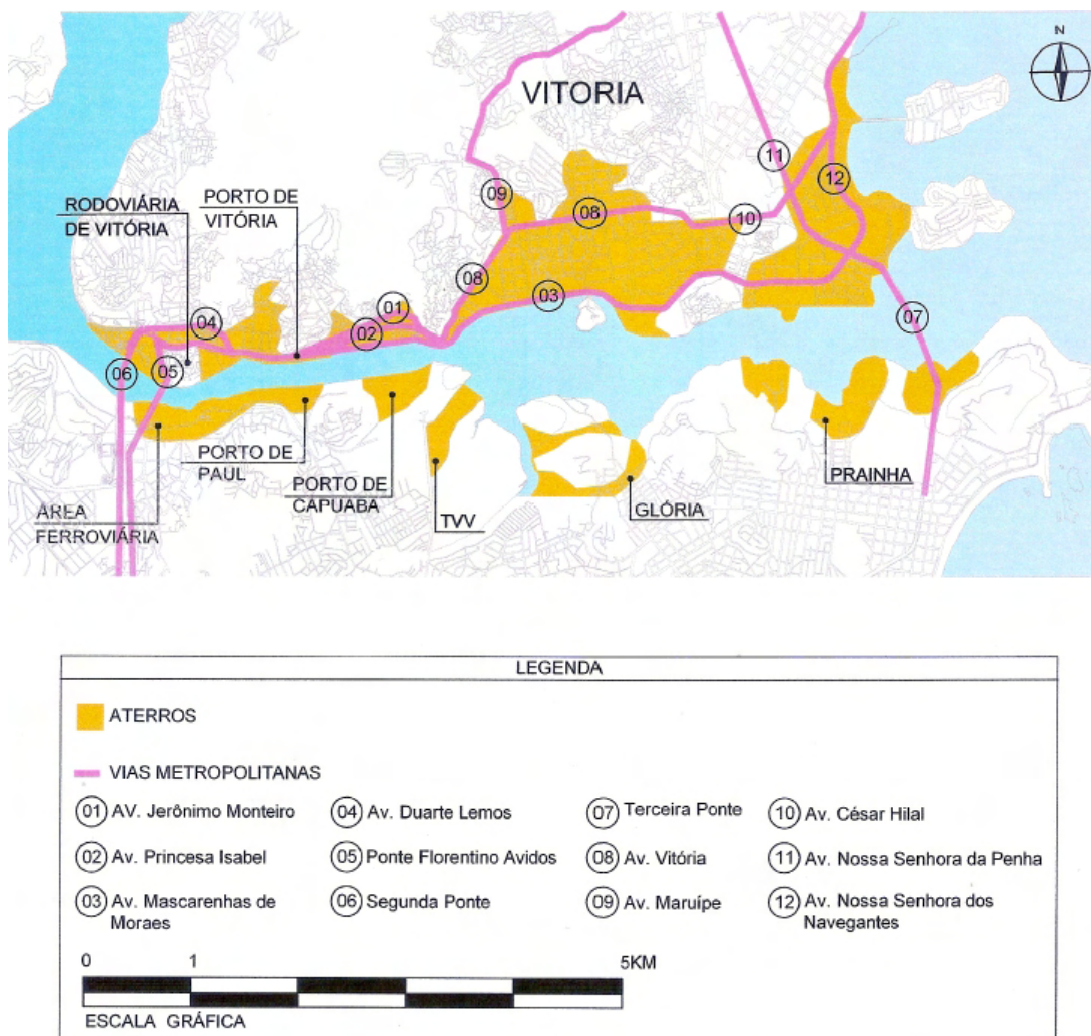 N
VITORIA
11
12
09
RODOVIÁRIA
DE VITÓRIA
PORTO DE
VITÓRIA
08
10
08
03
01
04
02
07
06
05
PORTO DE
PAUL
PORTO DE
CAPUABA
PRAINHA
ÁREA
FERROVIÁRIA
TVV
GLÓRIA
LEGENDA
ATERROS
VIAS METROPOLITANAS
01 AV. Jerônimo Monteiro
04 Av. Duarte Lemos
07 Terceira Ponte
10 Av. César Hilal
02 Av. Princesa Isabel
05 Ponte Florentino Avidos
08 Av. Vitória
11 Av. Nossa Senhora da Penha
03 Av. Mascarenhas de
Moraes
06 Segunda Ponte
09 Av. Maruípe
12 Av. Nossa Senhora dos
Navegantes
0 1 5KM
ESCALA GRÁFICA